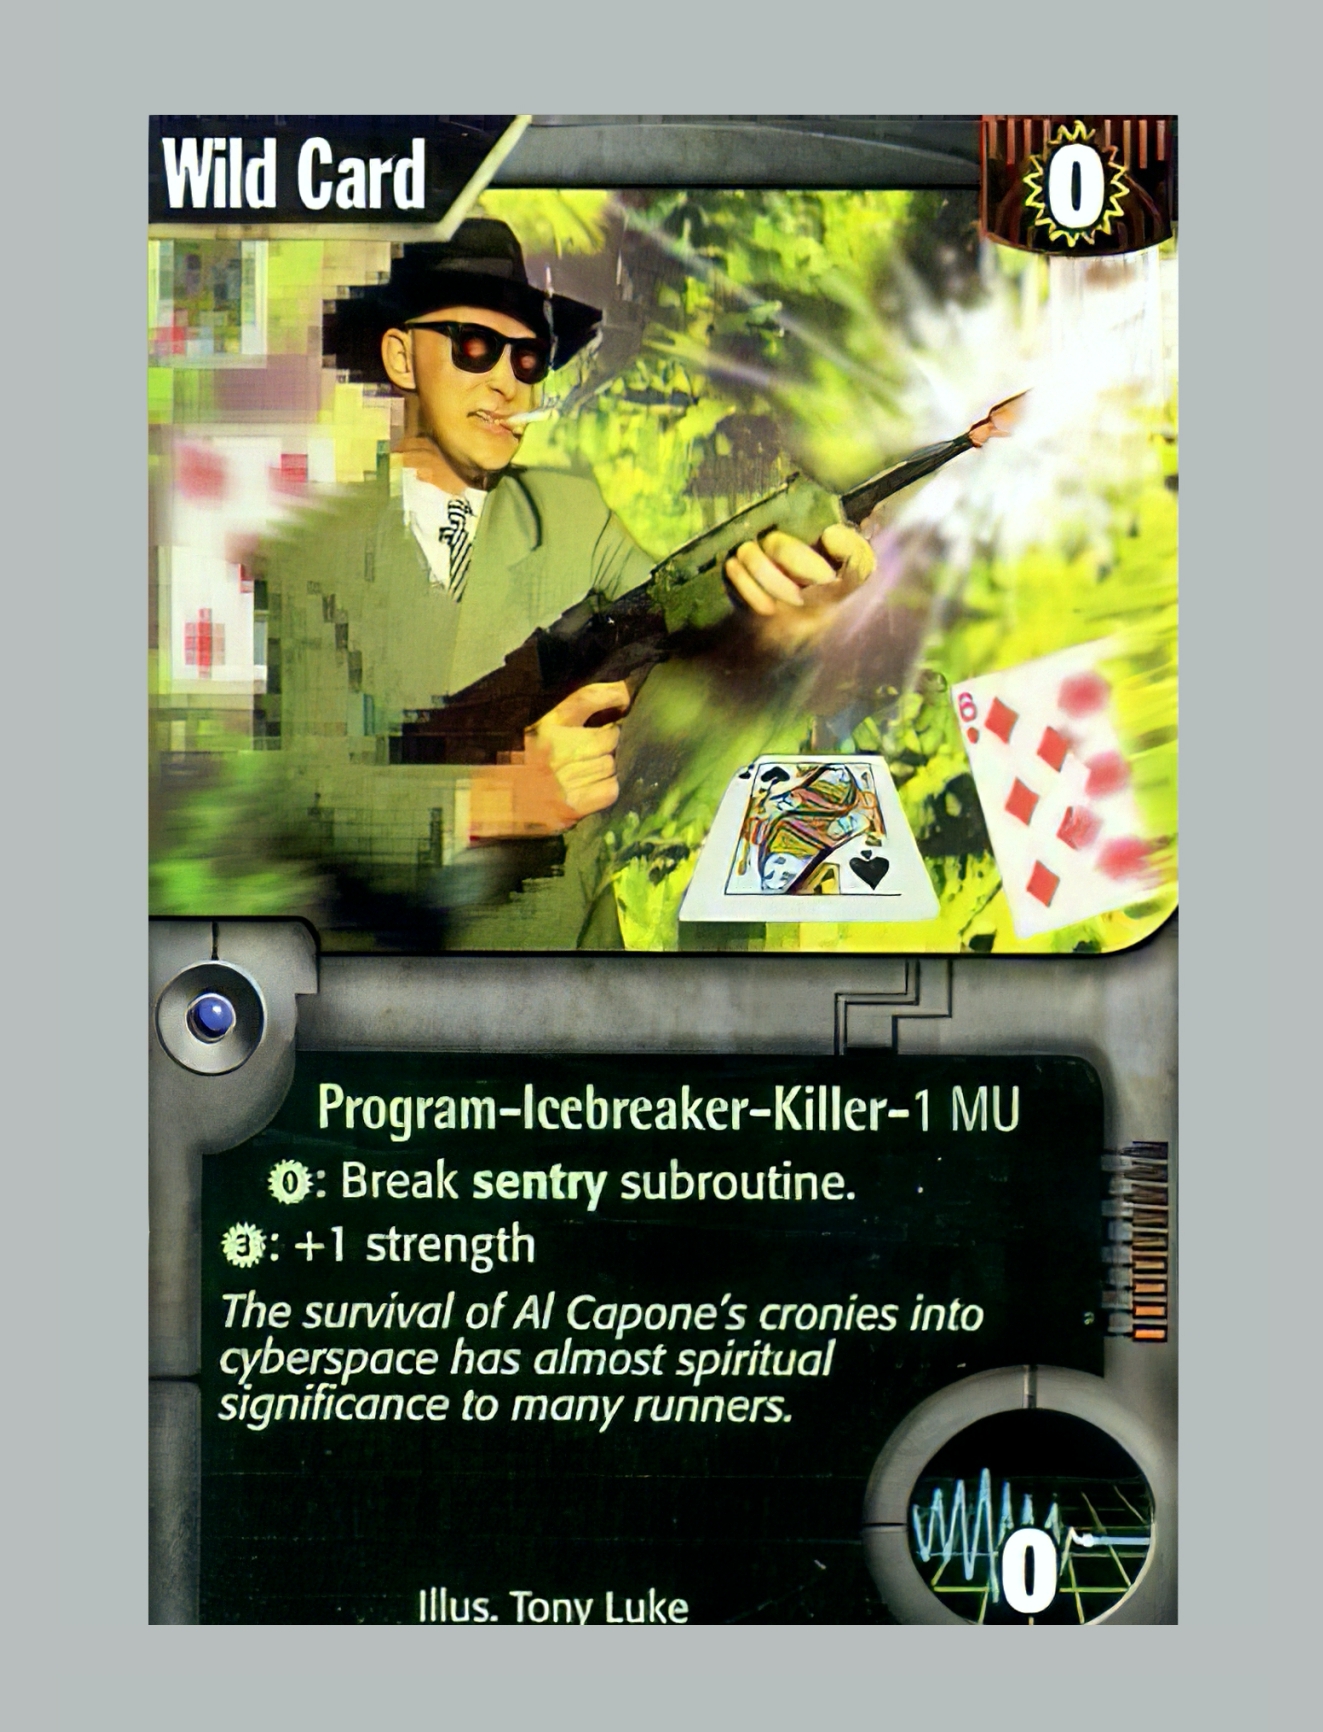 Wild Card
0
6
Program-Icebreaker-Killer-1 MU
0: Break sentry subroutine.
3: +1 strength
The survival of Al Capone's cronies into
cyberspace has almost spiritual
significance to many runners.
0
Illus. Tony Luke